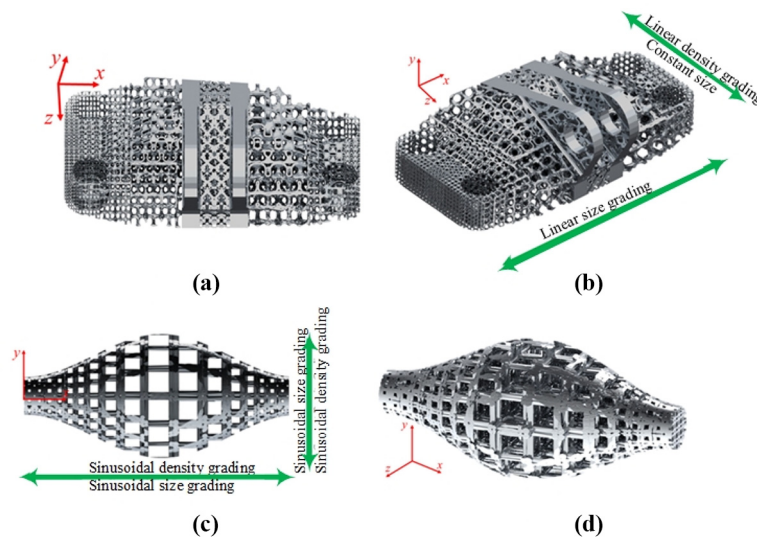 y
x
z
(a)
y
x
z
Linear density grading
Constant size
Linear size grading
(b)
y
Sinusoidal size grading
Sinusoidal density grading
Sinusoidal density grading
Sinusoidal size grading
(c)
y
z
x
(d)